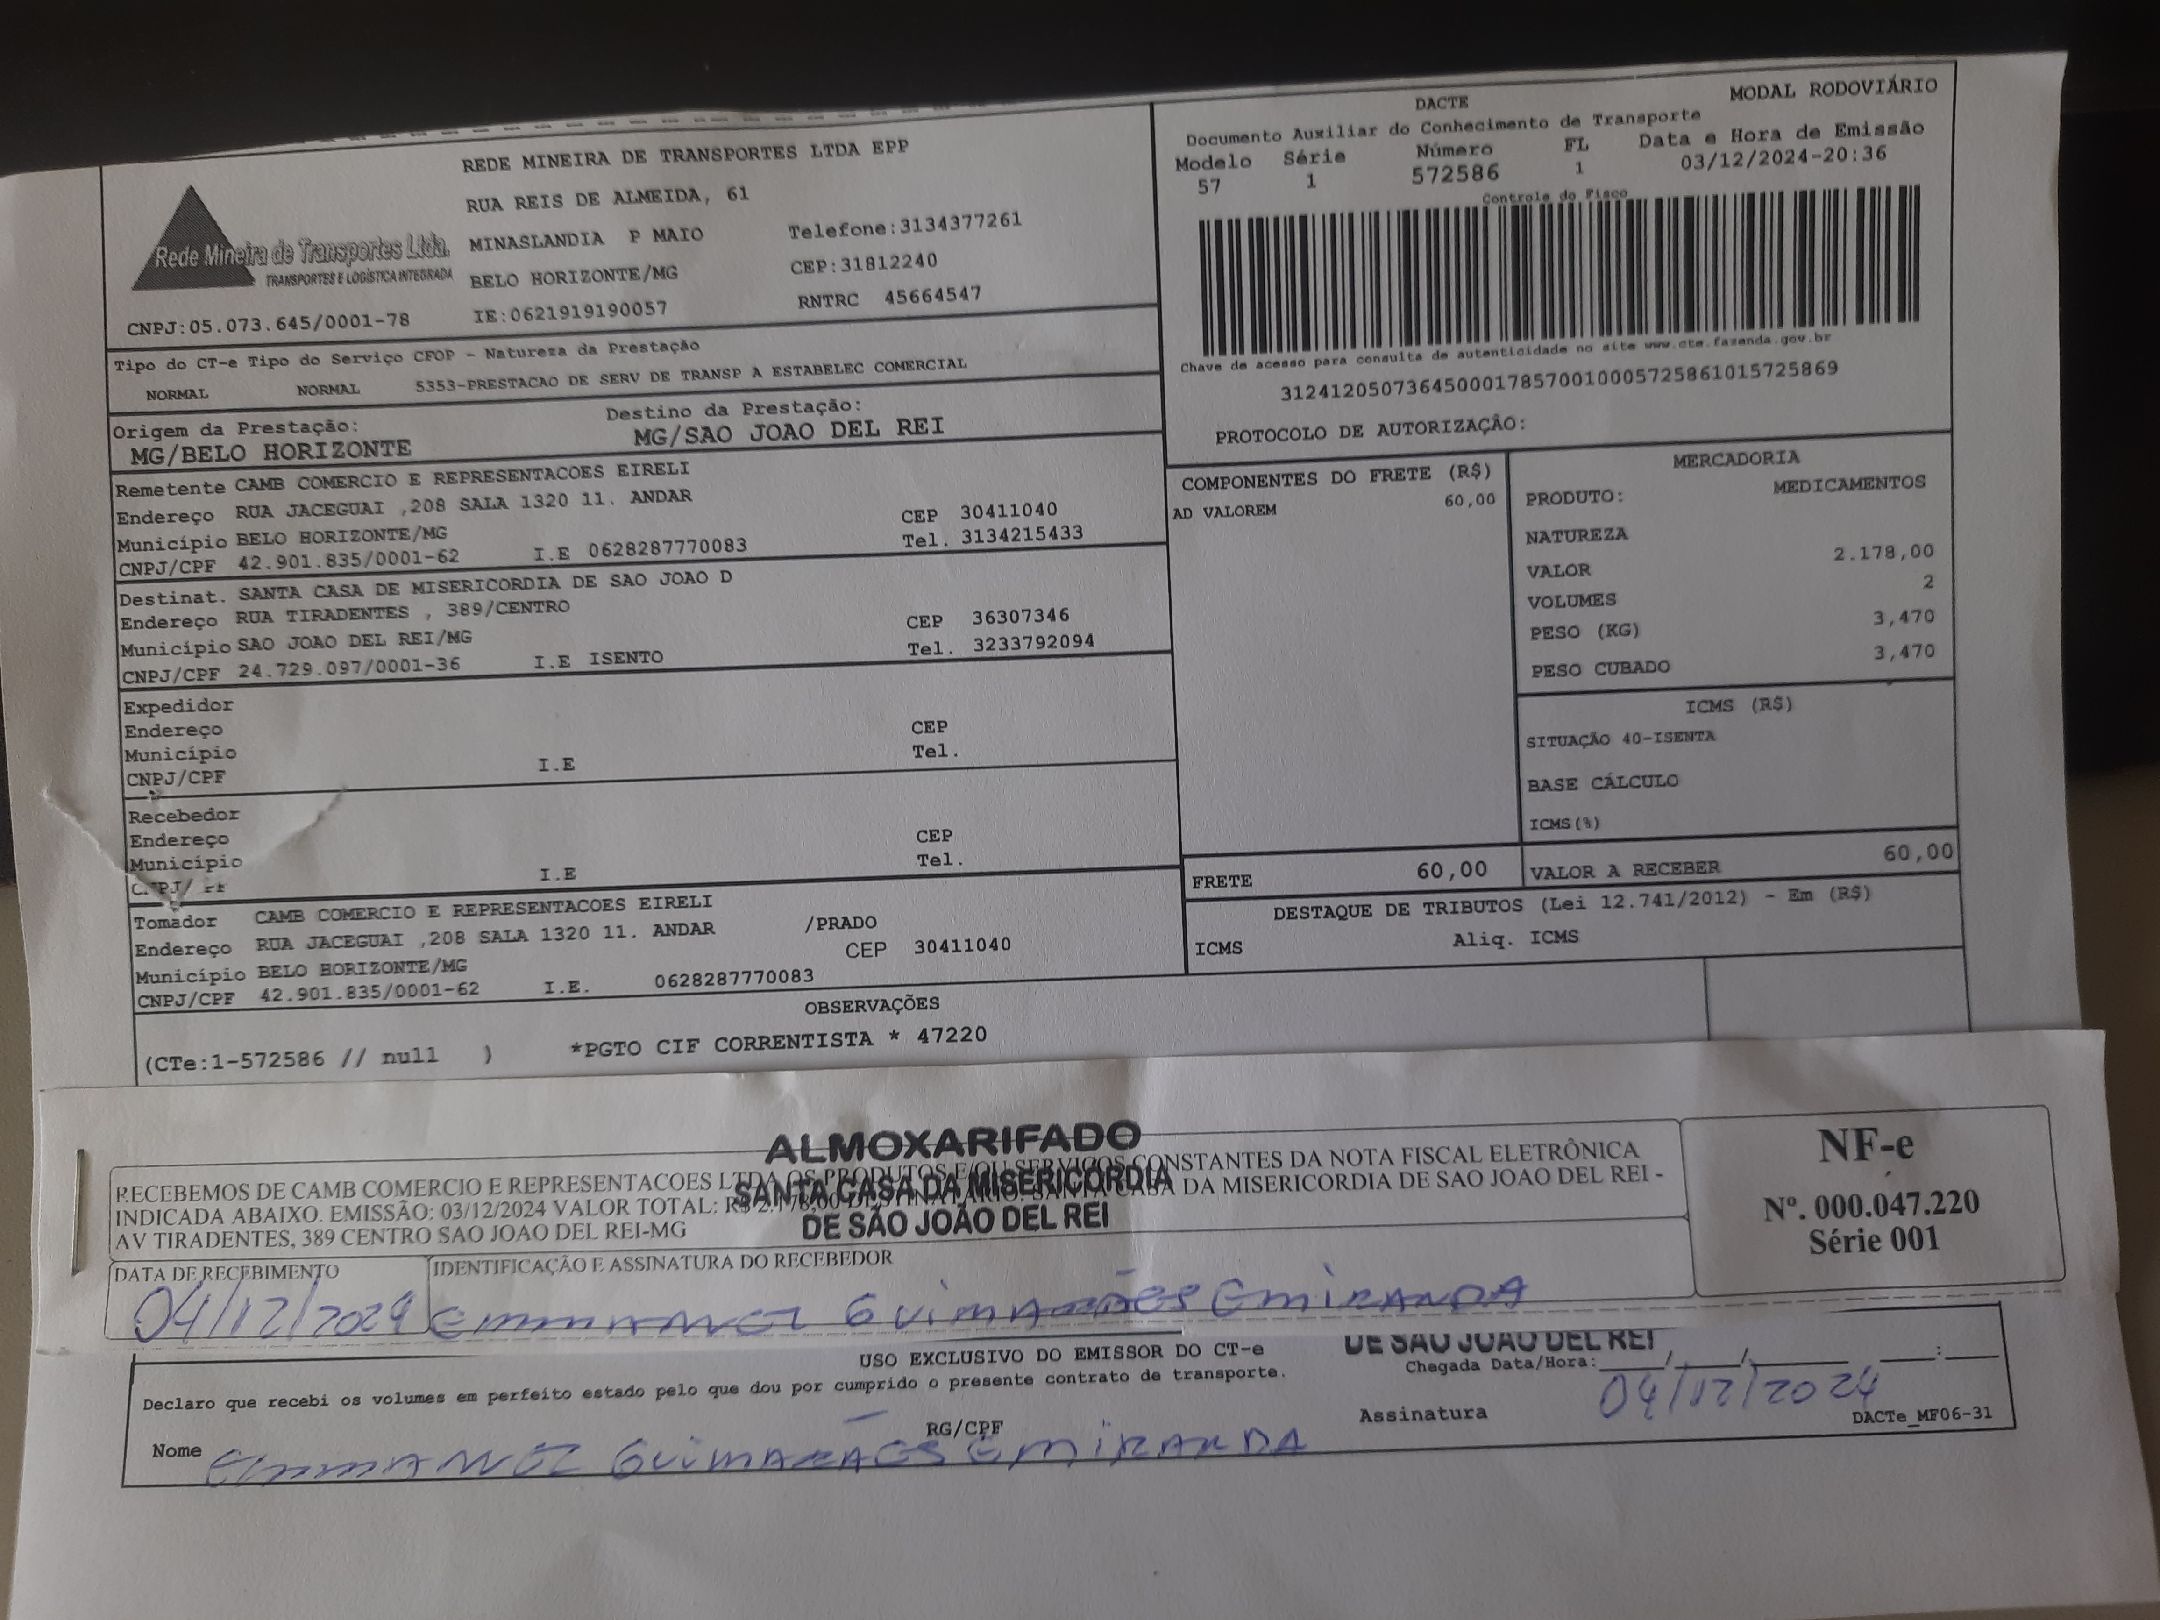 REDE MINEIRA DE TRANSPORTES LTDA EPP
RUA REIS DE ALMEIDA, 61
MINASLANDIA P MAIO Telefone:3134377261
BELO HORIZONTE/MG CEP:31812240
IE:0621919190057 RNTRC 45664547
Rede Mineira de Transportes Ltda.
TRANSPORTES E LOGÍSTICA INTEGRADA
CNPJ:05.073.645/0001-78
DACTE MODAL RODOVIÁRIO
Documento Auxiliar do Conhecimento de Transporte
Modelo Série Número FL Data e Hora de Emissão
57 1 572586 1 03/12/2024-20:36
Controle do Fisco
Chave de acesso para consulta de autenticidade no site www.cte.fazenda.gov.br
31241205073645000178570010005725861015725869
PROTOCOLO DE AUTORIZAÇÃO:
Tipo do CT-e Tipo do Serviço CFOP - Natureza da Prestação
NORMAL NORMAL 5353-PRESTACAO DE SERV DE TRANSP A ESTABELEC COMERCIAL
Origem da Prestação: Destino da Prestação:
MG/BELO HORIZONTE MG/SAO JOAO DEL REI
Remetente CAMB COMERCIO E REPRESENTACOES EIRELI
Endereço RUA JACEGUAI ,208 SALA 1320 11. ANDAR CEP 30411040
Município BELO HORIZONTE/MG Tel. 3134215433
CNPJ/CPF 42.901.835/0001-62 I.E 0628287770083
Destinat. SANTA CASA DE MISERICORDIA DE SAO JOAO D
Endereço RUA TIRADENTES , 389/CENTRO CEP 36307346
Município SAO JOAO DEL REI/MG Tel. 3233792094
CNPJ/CPF 24.729.097/0001-36 I.E ISENTO
Expedidor
Endereço CEP
Município Tel.
CNPJ/CPF I.E
Recebedor
Endereço CEP
Município Tel.
I.E
Tomador CAMB COMERCIO E REPRESENTACOES EIRELI
Endereço RUA JACEGUAI ,208 SALA 1320 11. ANDAR /PRADO
Município BELO HORIZONTE/MG CEP 30411040
CNPJ/CPF 42.901.835/0001-62 I.E. 0628287770083
COMPONENTES DO FRETE (R$)
AD VALOREM 60,00
MERCADORIA
PRODUTO: MEDICAMENTOS
NATUREZA
VALOR 2.178,00
VOLUMES 2
PESO (KG) 3,470
PESO CUBADO 3,470
ICMS (R$)
SITUAÇÃO 40-ISENTA
BASE CÁLCULO
ICMS(%)
FRETE 60,00 VALOR A RECEBER 60,00
DESTAQUE DE TRIBUTOS (Lei 12.741/2012) - Em (R$)
ICMS Aliq. ICMS
OBSERVAÇÕES
(CTe:1-572586 // null ) *PGTO CIF CORRENTISTA * 47220
ALMOXARIFADO
SANTA CASA DA MISERICÓRDIA
DE SÃO JOÃO DEL REI
RECEBEMOS DE CAMB COMERCIO E REPRESENTACOES LTDA OS PRODUTOS E/OU SERVIÇOS CONSTANTES DA NOTA FISCAL ELETRÔNICA
INDICADA ABAIXO. EMISSÃO: 03/12/2024 VALOR TOTAL: R$ 2.178,00 DESTINATÁRIO: SANTA CASA DA MISERICORDIA DE SAO JOAO DEL REI -
AV TIRADENTES, 389 CENTRO SAO JOAO DEL REI-MG
NF-e
Nº. 000.047.220
Série 001
DATA DE RECEBIMENTO IDENTIFICAÇÃO E ASSINATURA DO RECEBEDOR
04/12/2024 Emmanoel Guimarães Emiranda
DE SÃO JOÃO DEL REI
USO EXCLUSIVO DO EMISSOR DO CT-e Chegada Data/Hora:____/____/______ ____:____
Declaro que recebi os volumes em perfeito estado pelo que dou por cumprido o presente contrato de transporte.
04/12/2024
RG/CPF Assinatura DACTe_MF06-31
Nome Emmanoel Guimarães Emiranda